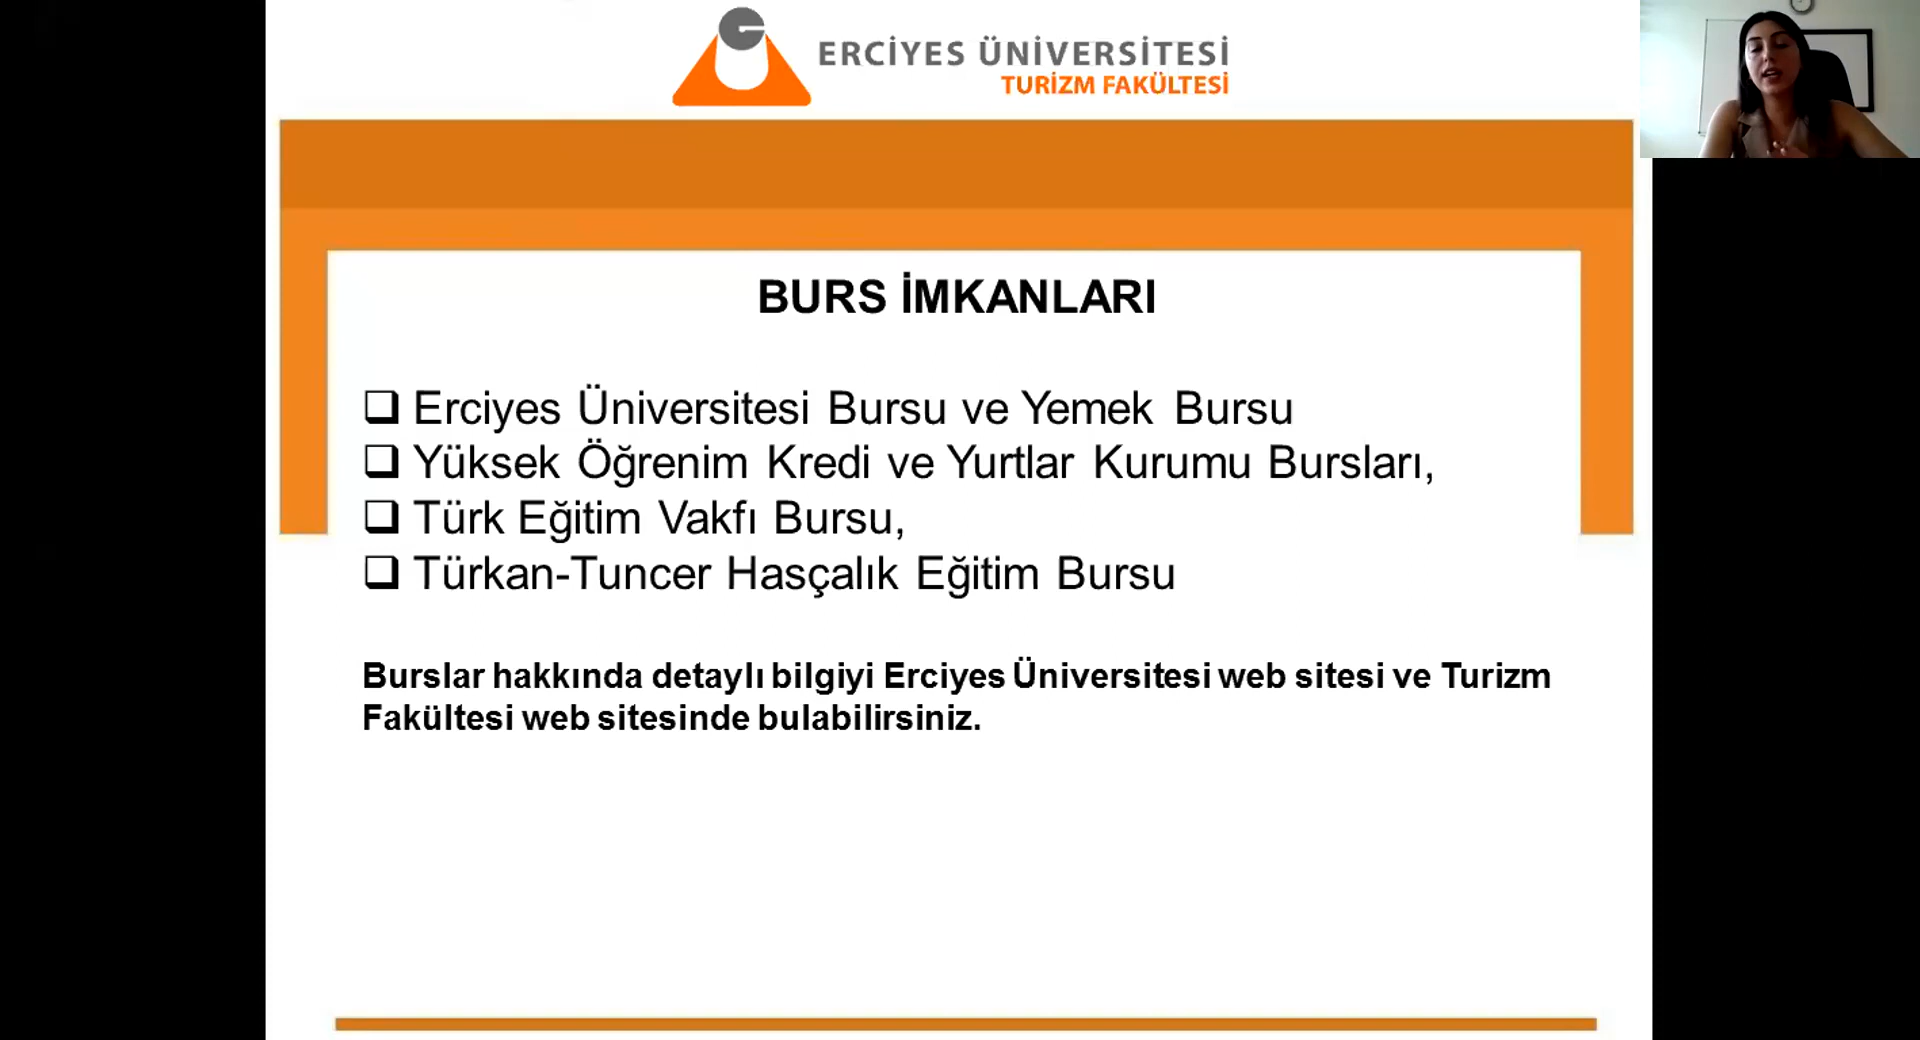 ERCİYES ÜNİVERSİTESİ
TURİZM FAKÜLTESİ
BURS İMKANLARI
Erciyes Üniversitesi Bursu ve Yemek Bursu
Yüksek Öğrenim Kredi ve Yurtlar Kurumu Bursları,
Türk Eğitim Vakfı Bursu,
Türkan-Tuncer Hasçalık Eğitim Bursu
Burslar hakkında detaylı bilgiyi Erciyes Üniversitesi web sitesi ve Turizm
Fakültesi web sitesinde bulabilirsiniz.